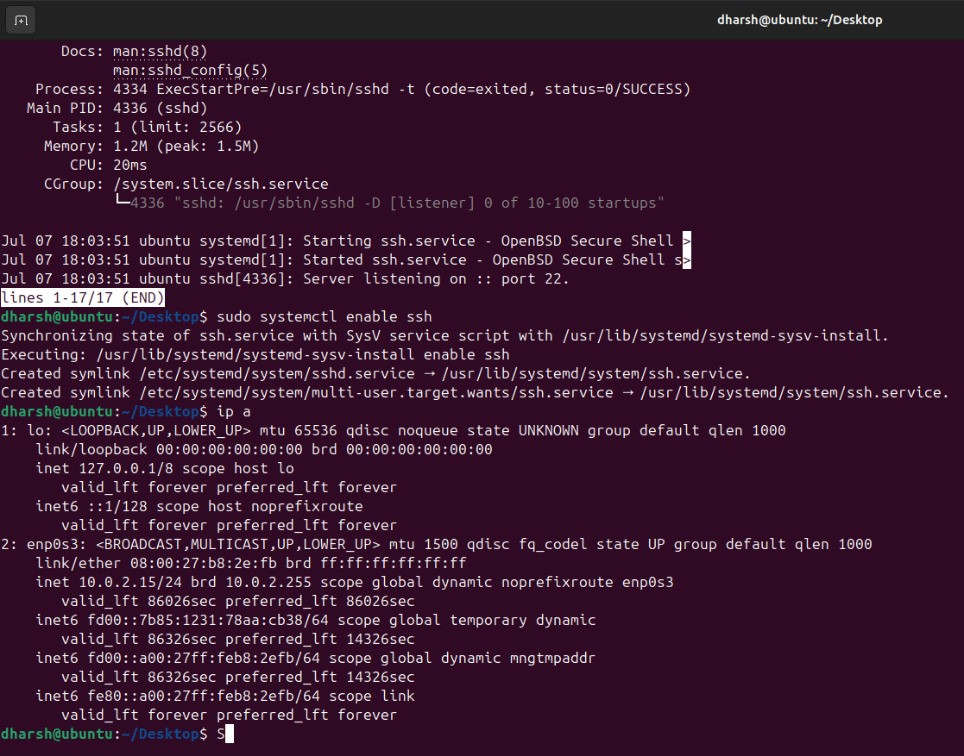 dharsh@ubuntu: ~/Desktop
Docs: man:sshd(8)
man:sshd_config(5)
Process: 4334 ExecStartPre=/usr/sbin/sshd -t (code=exited, status=0/SUCCESS)
Main PID: 4336 (sshd)
Tasks: 1 (limit: 2566)
Memory: 1.2M (peak: 1.5M)
CPU: 20ms
CGroup: /system.slice/ssh.service
└─4336 "sshd: /usr/sbin/sshd -D [listener] 0 of 10-100 startups"
Jul 07 18:03:51 ubuntu systemd[1]: Starting ssh.service - OpenBSD Secure Shell >
Jul 07 18:03:51 ubuntu systemd[1]: Started ssh.service - OpenBSD Secure Shell s>
Jul 07 18:03:51 ubuntu sshd[4336]: Server listening on :: port 22.
lines 1-17/17 (END)
dharsh@ubuntu:~/Desktop$ sudo systemctl enable ssh
Synchronizing state of ssh.service with SysV service script with /usr/lib/systemd/systemd-sysv-install.
Executing: /usr/lib/systemd/systemd-sysv-install enable ssh
Created symlink /etc/systemd/system/sshd.service → /usr/lib/systemd/system/ssh.service.
Created symlink /etc/systemd/system/multi-user.target.wants/ssh.service → /usr/lib/systemd/system/ssh.service.
dharsh@ubuntu:~/Desktop$ ip a
1: lo: <LOOPBACK,UP,LOWER_UP> mtu 65536 qdisc noqueue state UNKNOWN group default qlen 1000
link/loopback 00:00:00:00:00:00 brd 00:00:00:00:00:00
inet 127.0.0.1/8 scope host lo
valid_lft forever preferred_lft forever
inet6 ::1/128 scope host noprefixroute
valid_lft forever preferred_lft forever
2: enp0s3: <BROADCAST,MULTICAST,UP,LOWER_UP> mtu 1500 qdisc fq_codel state UP group default qlen 1000
link/ether 08:00:27:b8:2e:fb brd ff:ff:ff:ff:ff:ff
inet 10.0.2.15/24 brd 10.0.2.255 scope global dynamic noprefixroute enp0s3
valid_lft 86026sec preferred_lft 86026sec
inet6 fd00::7b85:1231:78aa:cb38/64 scope global temporary dynamic
valid_lft 86326sec preferred_lft 14326sec
inet6 fd00::a00:27ff:feb8:2efb/64 scope global dynamic mngtmpaddr
valid_lft 86326sec preferred_lft 14326sec
inet6 fe80::a00:27ff:feb8:2efb/64 scope link
valid_lft forever preferred_lft forever
dharsh@ubuntu:~/Desktop$ S